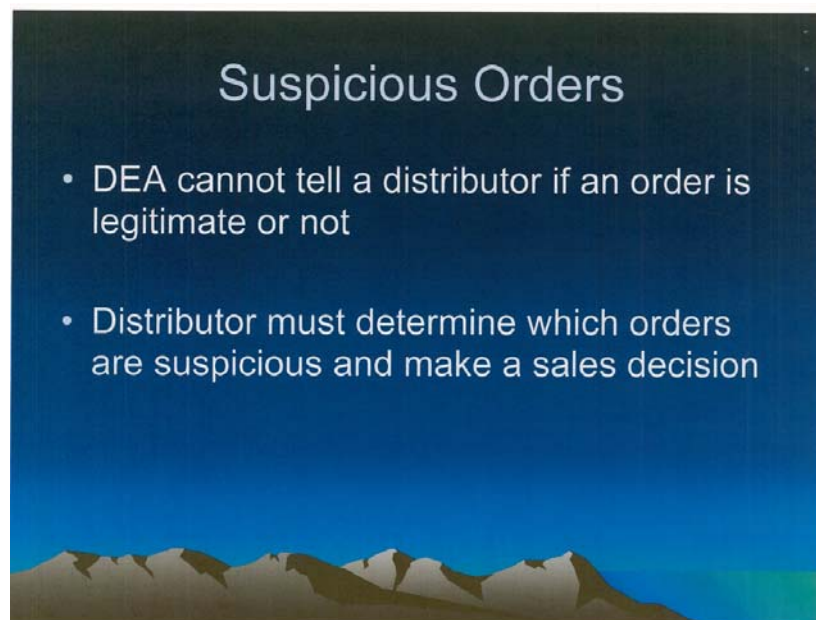 Suspicious Orders
• DEA cannot tell a distributor if an order is
legitimate or not
• Distributor must determine which orders
are suspicious and make a sales decision